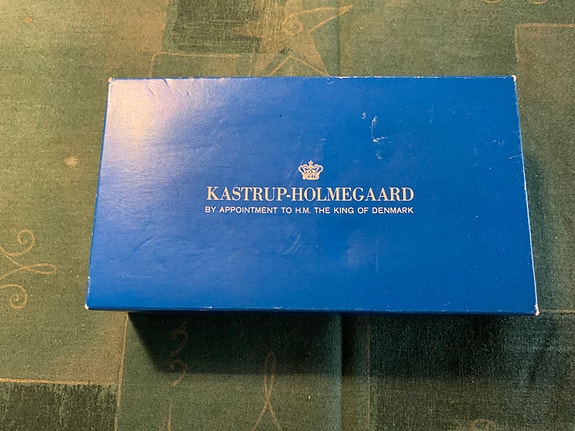 KASTRUP-HOLMEGAARD
BY APPOINTMENT TO H.M. THE KING OF DENMARK